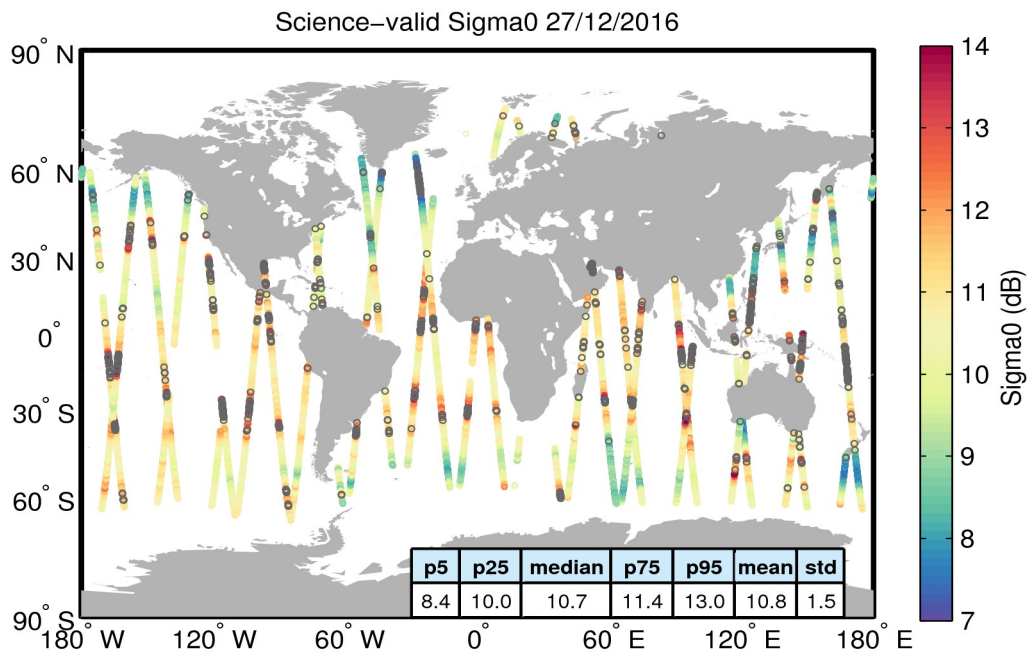 Science−valid Sigma0 27/12/2016
90° N
60° N
30° N
0°
30° S
60° S
90° S
180° W
120° W
60° W
0°
60° E
120° E
180° E
p5 p25 median p75 p95 mean std
8.4 10.0 10.7 11.4 13.0 10.8 1.5
14
13
12
11
10
9
8
7
Sigma0 (dB)